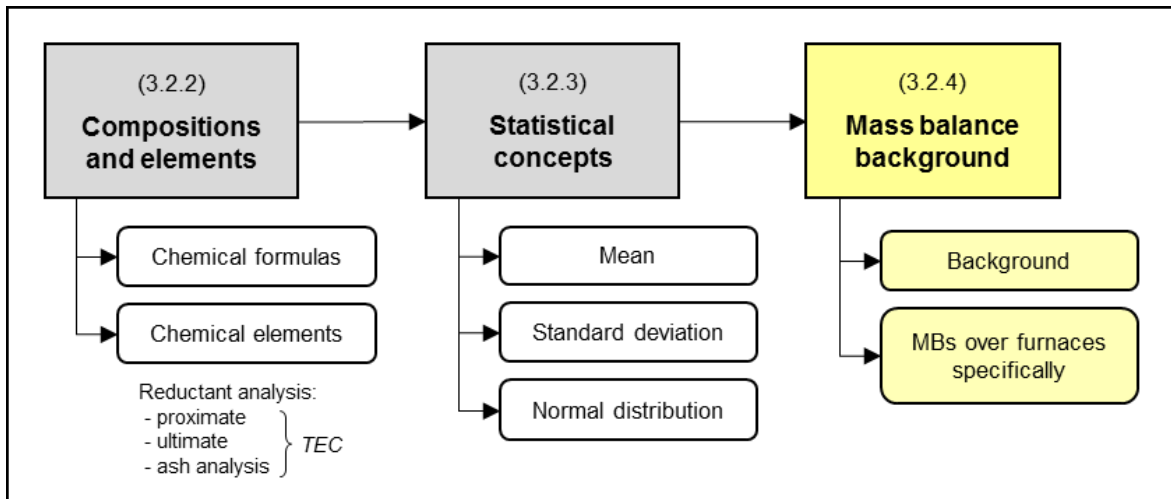 (3.2.2)
Compositions
and elements
Chemical formulas
Chemical elements
Reductant analysis:
- proximate
- ultimate
- ash analysis
TEC
(3.2.3)
Statistical
concepts
Mean
Standard deviation
Normal distribution
(3.2.4)
Mass balance
background
Background
MBs over furnaces
specifically